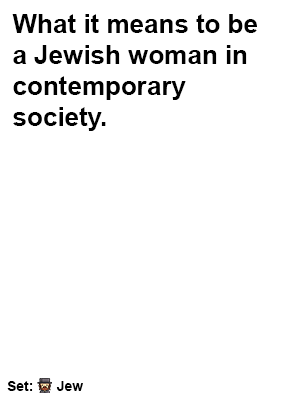 What it means to be
a Jewish woman in
contemporary
society.
Set: Jew